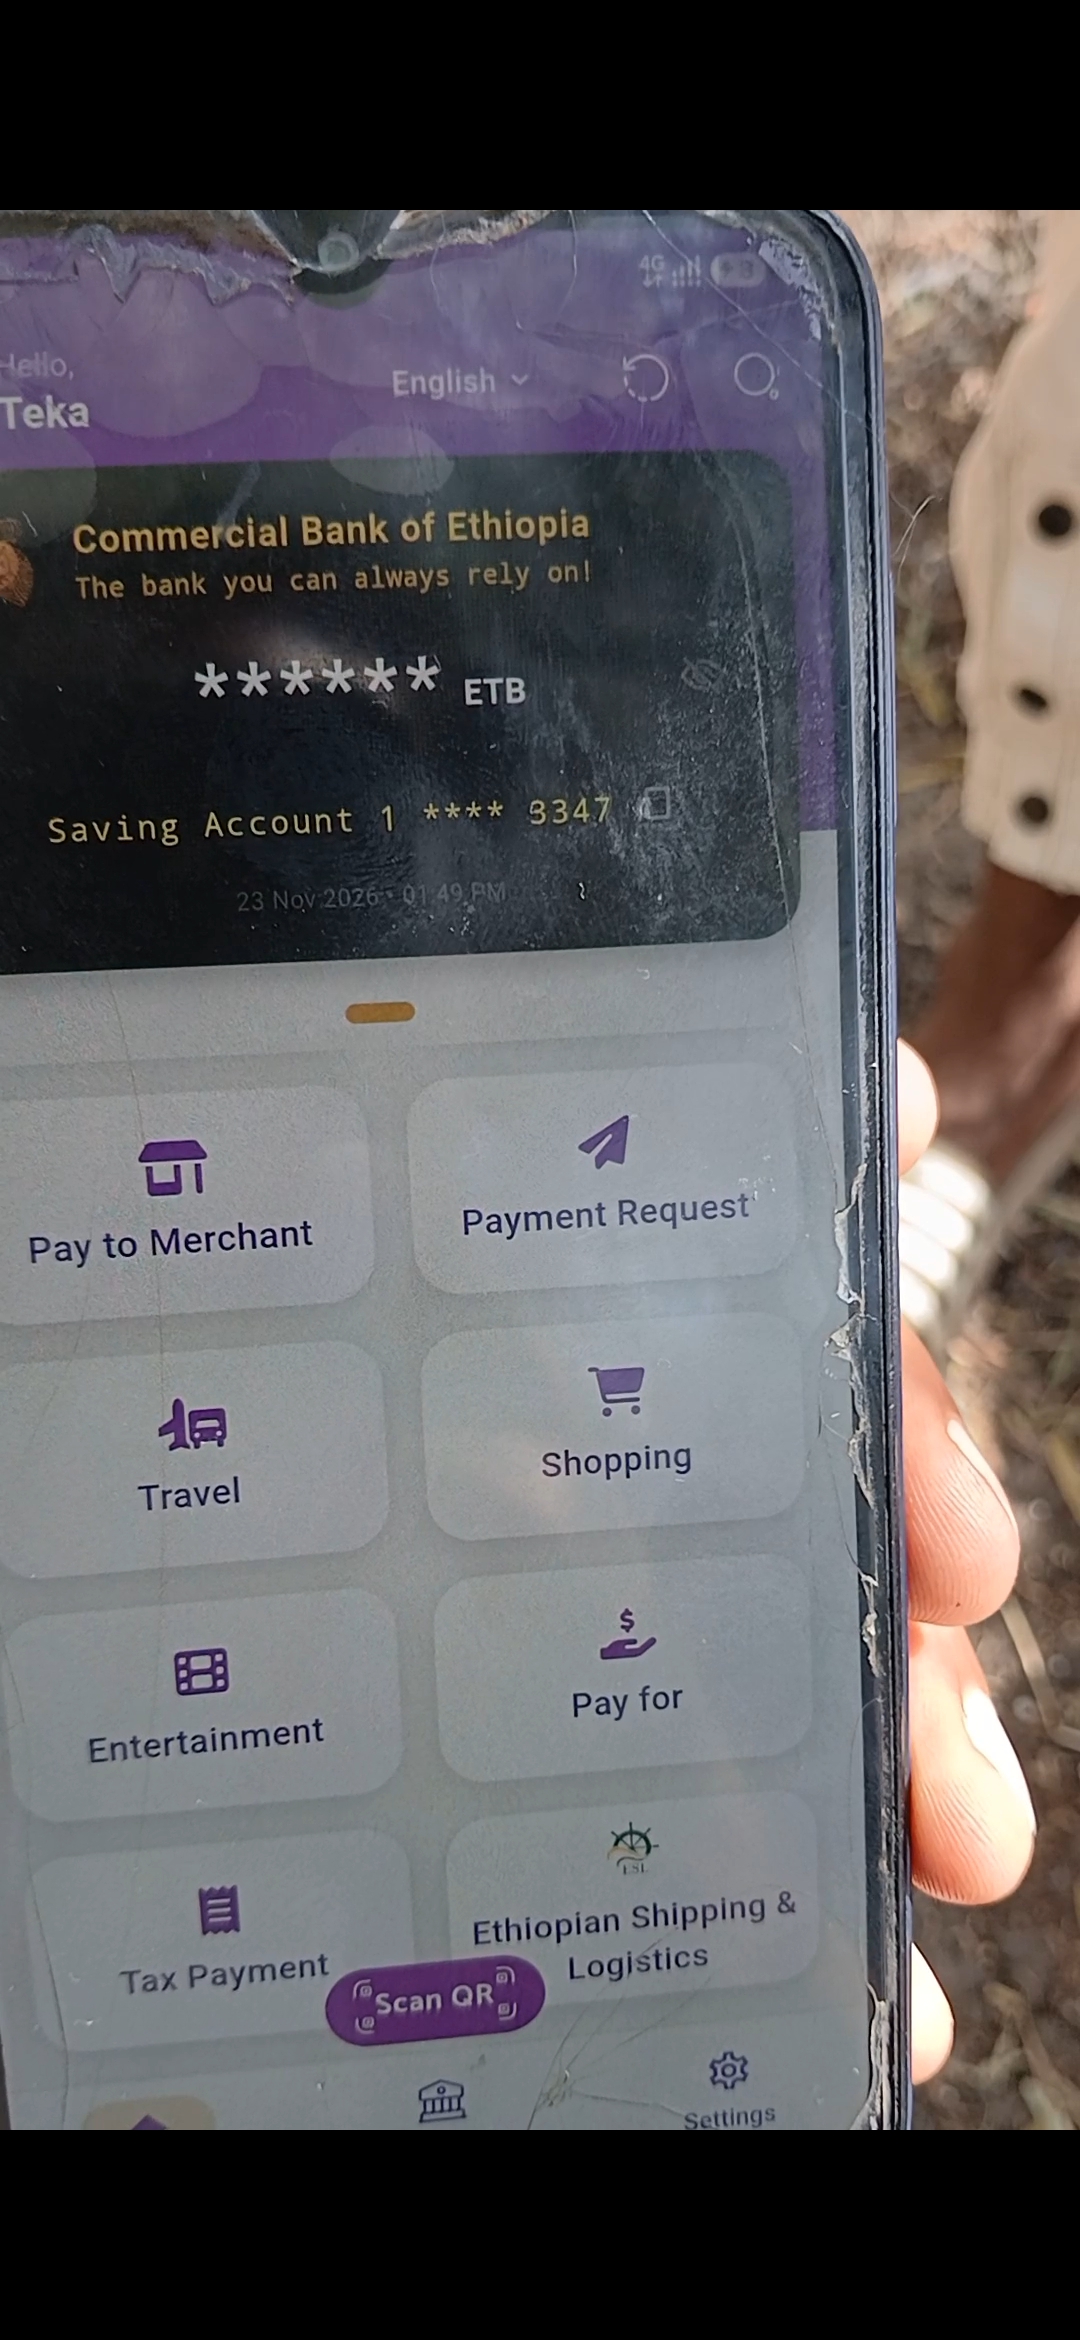 4G
Hello,
Teka
English
Commercial Bank of Ethiopia
The bank you can always rely on!
****** ETB
Saving Account 1 **** 3347
23 Nov 2026 - 01:49 PM
Pay to Merchant
Payment Request
Travel
Shopping
Entertainment
$
Pay for
Tax Payment
ESL
Ethiopian Shipping &
Logistics
Scan QR
Settings